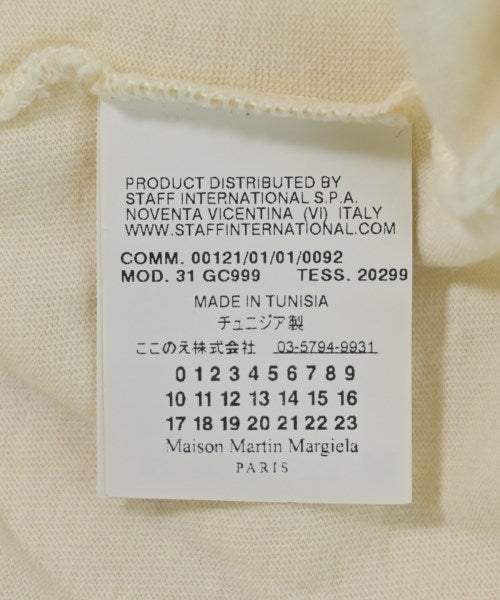 PRODUCT DISTRIBUTED BY
STAFF INTERNATIONAL S.P.A.
NOVENTA VICENTINA (VI) ITALY
WWW.STAFFINTERNATIONAL.COM
COMM. 00121/01/01/0092
MOD. 31 GC999 TESS. 20299
MADE IN TUNISIA
チュニジア製
ここのえ株式会社 03-5794-9931
0 1 2 3 4 5 6 7 8 9
10 11 12 13 14 15 16
17 18 19 20 21 22 23
Maison Martin Margiela
PARIS